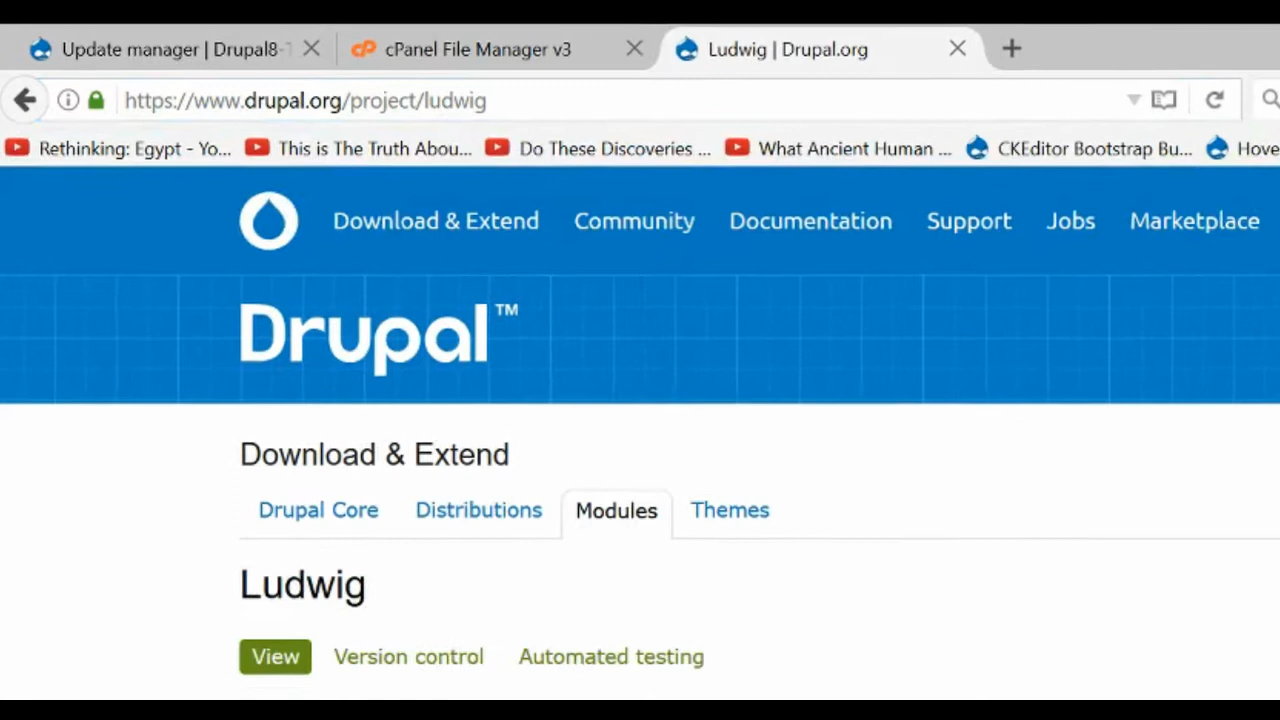 Update manager | Drupal8-T
cPanel File Manager v3
Ludwig | Drupal.org
https://www.drupal.org/project/ludwig
Rethinking: Egypt - Yo...
This is The Truth Abou...
Do These Discoveries ...
What Ancient Human ...
CKEditor Bootstrap Bu...
Hove
Download & Extend
Community
Documentation
Support
Jobs
Marketplace
Drupal™
Download & Extend
Drupal Core
Distributions
Modules
Themes
Ludwig
View
Version control
Automated testing